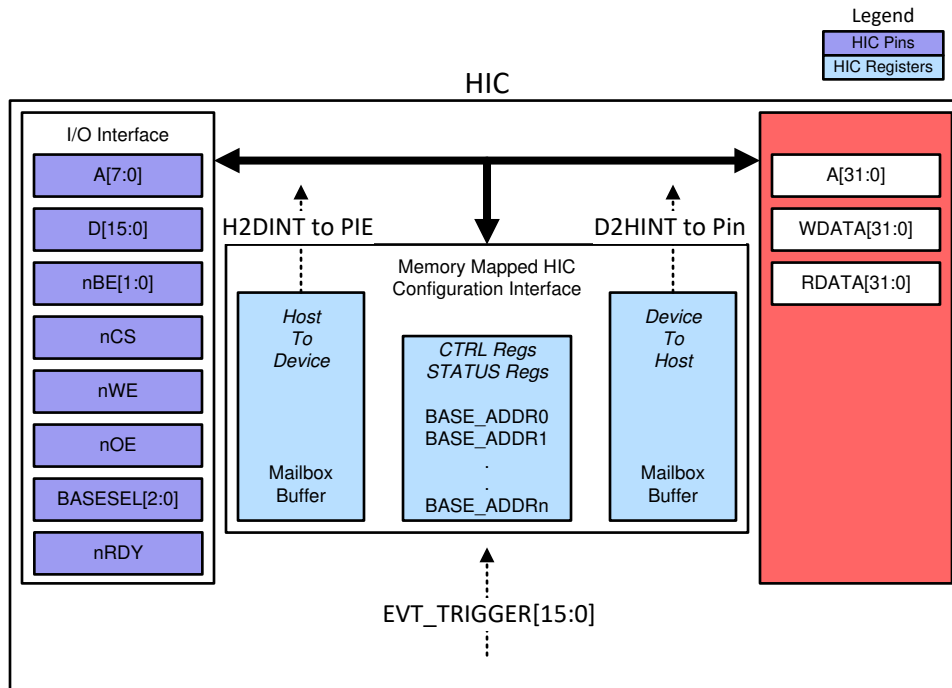 Legend
HIC Pins
HIC Registers
HIC
I/O Interface
A[7:0]
D[15:0]
nBE[1:0]
nCS
nWE
nOE
BASESEL[2:0]
nRDY
H2DINT to PIE
D2HINT to Pin
Memory Mapped HIC
Configuration Interface
Host
To
Device
Mailbox
Buffer
CTRL Regs
STATUS Regs
BASE_ADDR0
BASE_ADDR1
.
.
BASE_ADDRn
Device
To
Host
Mailbox
Buffer
EVT_TRIGGER[15:0]
A[31:0]
WDATA[31:0]
RDATA[31:0]